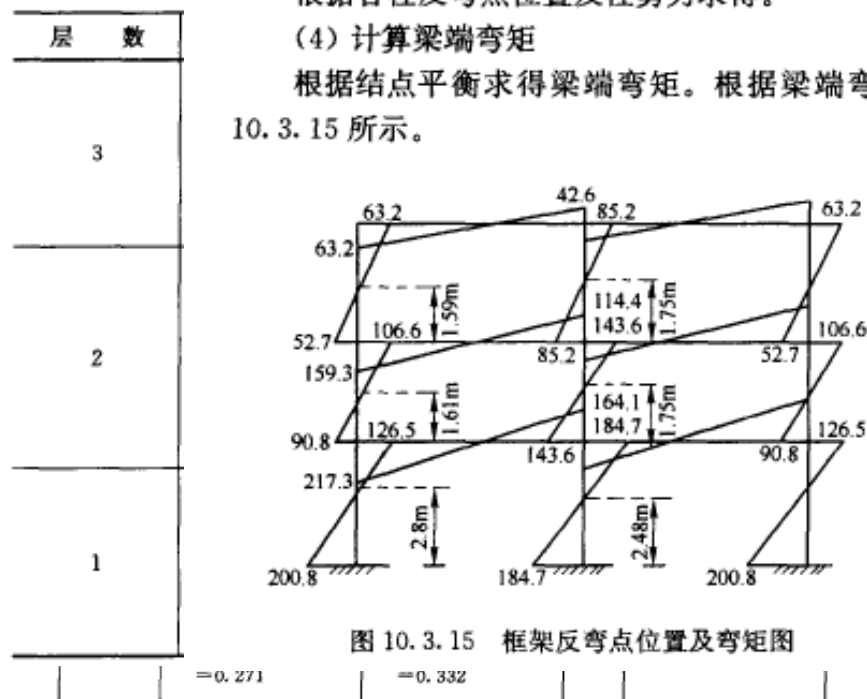 层 数
3
2
1
(4) 计算梁端弯矩
根据结点平衡求得梁端弯矩。根据梁端弯
10.3.15 所示。
42.6
63.2
85.2
63.2
63.2
1.59m
114.4
1.75m
52.7
106.6
143.6
106.6
159.3
85.2
52.7
1.61m
164.1
1.75m
90.8
126.5
184.7
126.5
217.3
143.6
90.8
2.8m
2.48m
200.8
184.7
200.8
图 10.3.15 框架反弯点位置及弯矩图
=0.271
=0.332